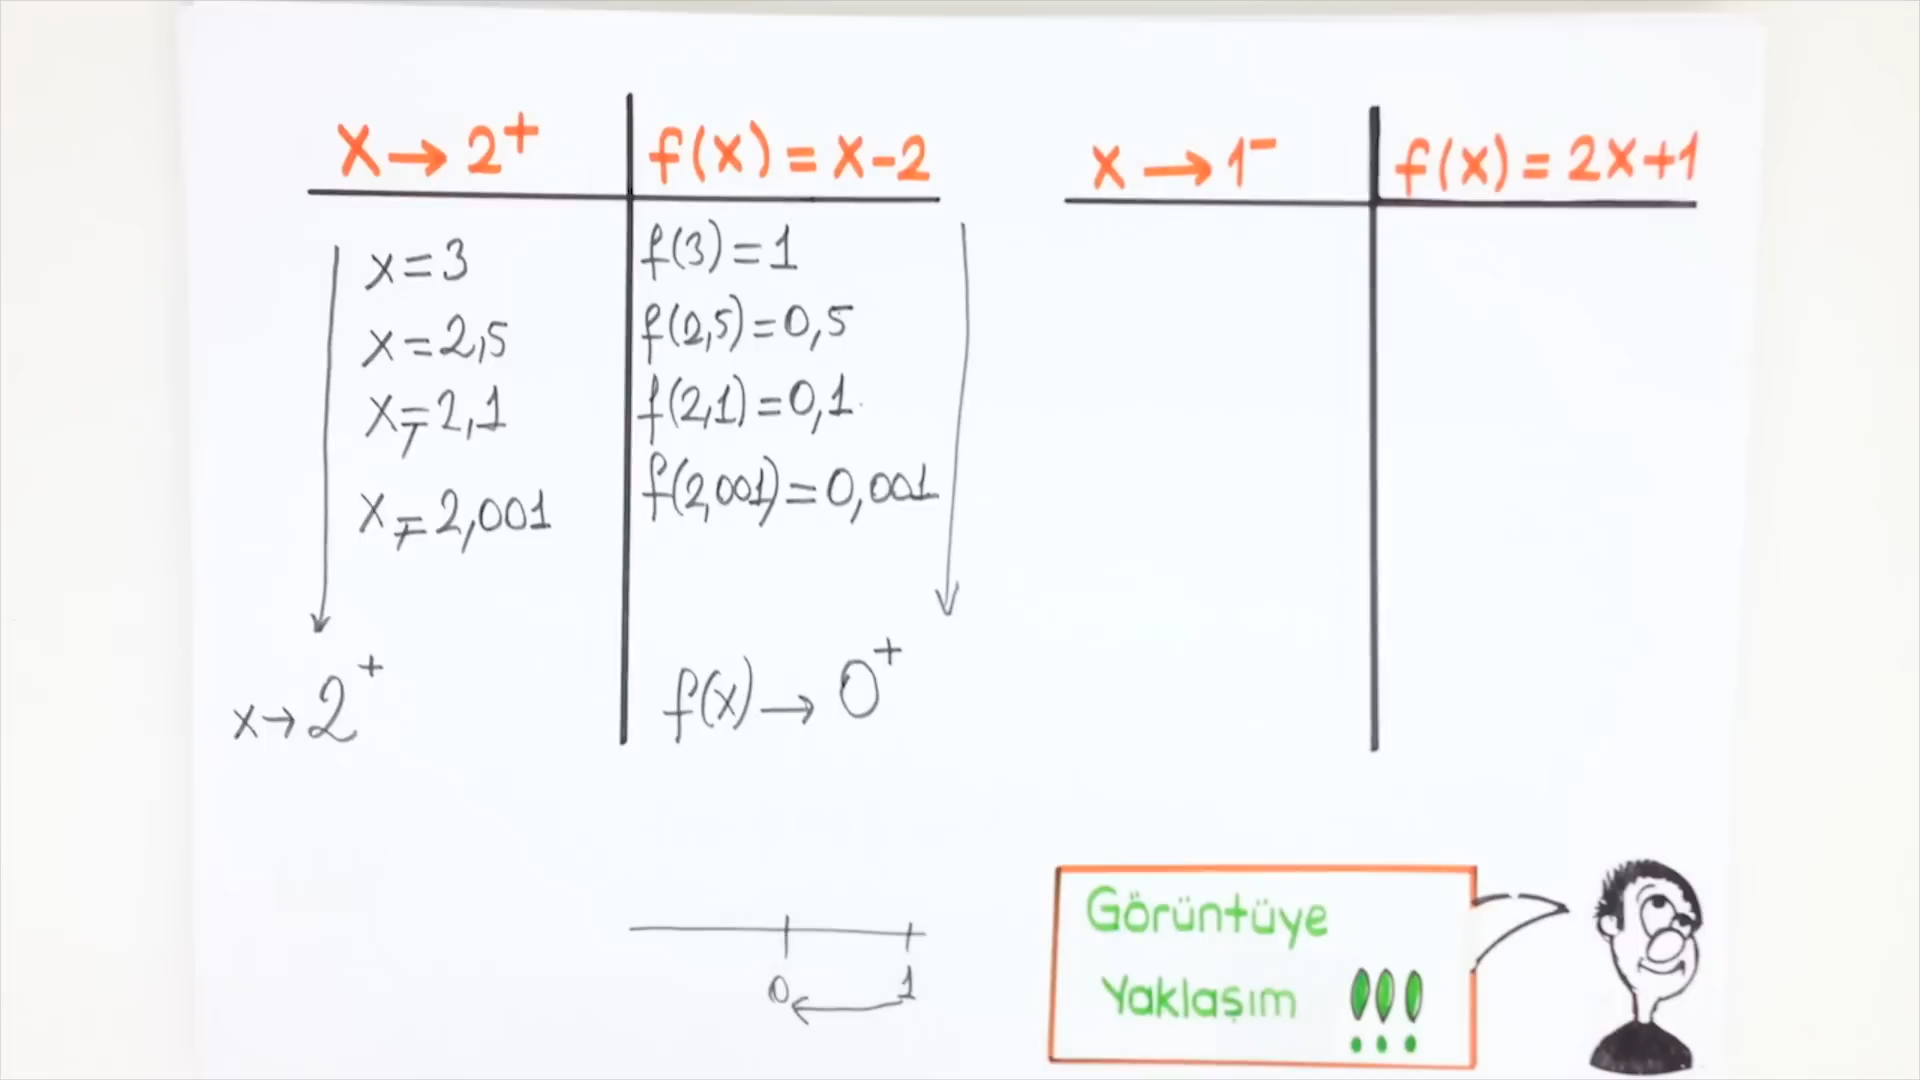 x → 2⁺
f(x) = x-2
x = 3
f(3) = 1
x = 2,5
f(2,5) = 0,5
x = 2,1
f(2,1) = 0,1
x = 2,001
f(2,001) = 0,001
x → 2⁺
f(x) → 0⁺
0 1
x → 1⁻
f(x) = 2x+1
Görüntüye
Yaklaşım !!!